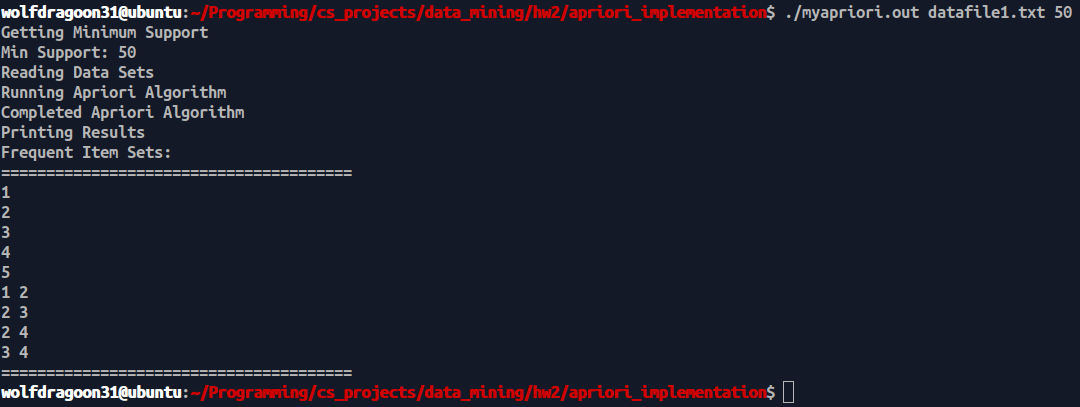 wolfdragoon31@ubuntu:~/Programming/cs_projects/data_mining/hw2/apriori_implementation$ ./myapriori.out datafile1.txt 50
Getting Minimum Support
Min Support: 50
Reading Data Sets
Running Apriori Algorithm
Completed Apriori Algorithm
Printing Results
Frequent Item Sets:
=======================================
1
2
3
4
5
1 2
2 3
2 4
3 4
=======================================
wolfdragoon31@ubuntu:~/Programming/cs_projects/data_mining/hw2/apriori_implementation$